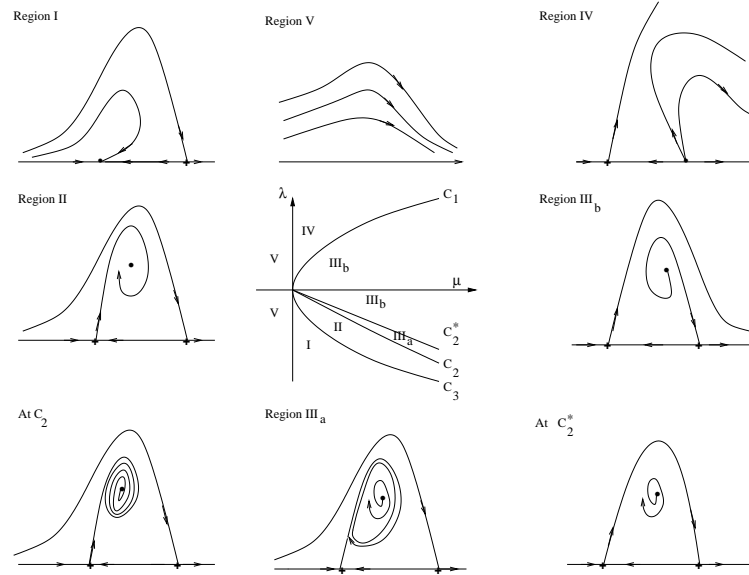 Region I
Region V
Region IV
Region II
λ
C1
IV
IIIb
V
μ
Region IIIb
V
IIIb
II
IIIa
C2*
I
C2
C3
At C2
Region IIIa
At C2*